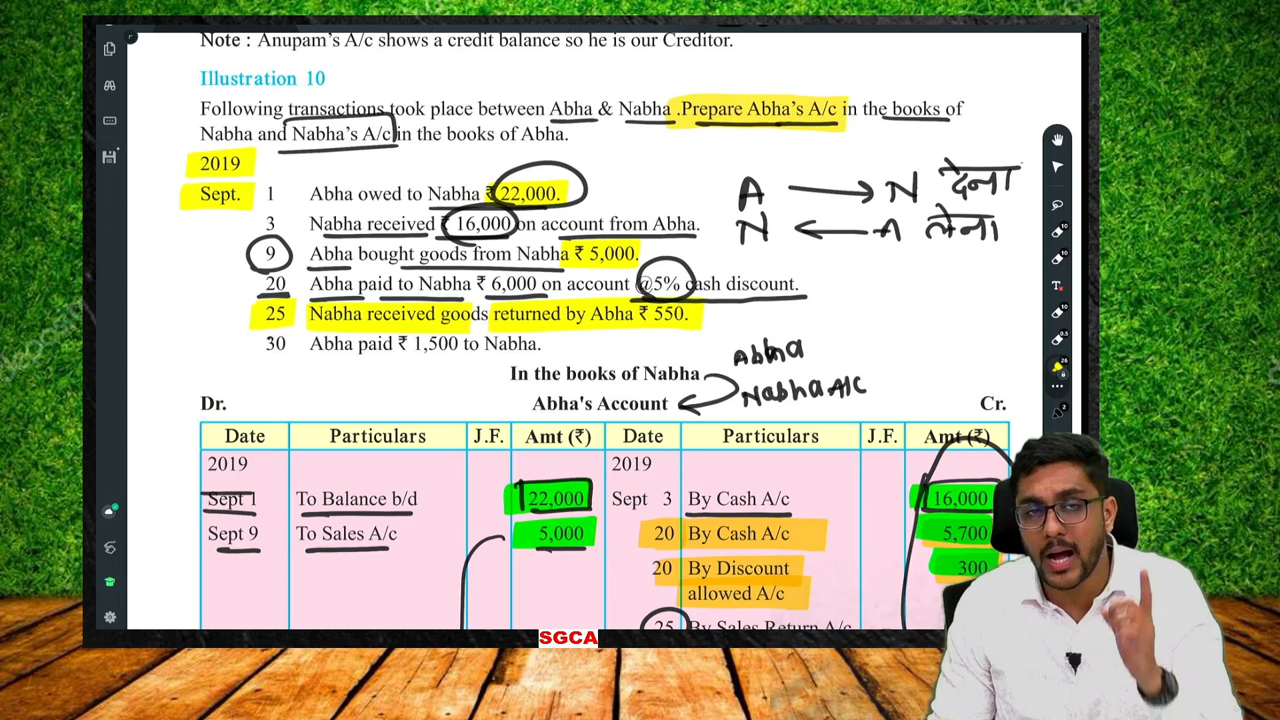 Note : Anupam's A/c shows a credit balance so he is our Creditor.
Illustration 10
Following transactions took place between Abha & Nabha .Prepare Abha's A/c in the books of
Nabha and Nabha's A/c in the books of Abha.
2019
Sept. 1 Abha owed to Nabha ₹ 22,000.
3 Nabha received ₹ 16,000 on account from Abha.
9 Abha bought goods from Nabha ₹ 5,000.
20 Abha paid to Nabha ₹ 6,000 on account @5% cash discount.
25 Nabha received goods returned by Abha ₹ 550.
30 Abha paid ₹ 1,500 to Nabha.
A → N देना
N ← A लेना
In the books of Nabha
Abha
Nabha A/C
Dr. Abha's Account Cr.
Date Particulars J.F. Amt (₹) Date Particulars J.F. Amt (₹)
2019 2019
Sept 1 To Balance b/d 22,000 Sept 3 By Cash A/c 16,000
Sept 9 To Sales A/c 5,000 20 By Cash A/c 5,700
20 By Discount 300
allowed A/c
25 By Sales Return A/c
SGCA